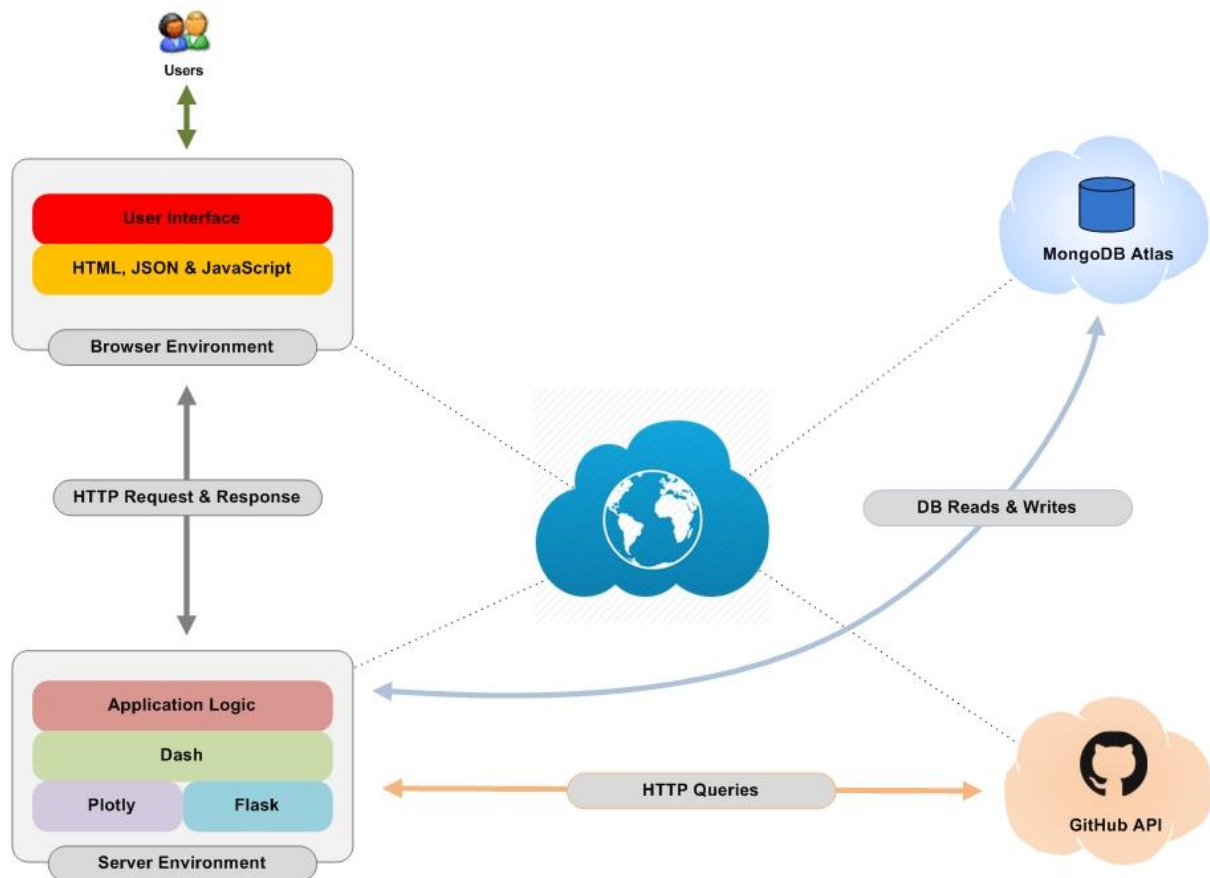 Users
User Interface
HTML, JSON & JavaScript
Browser Environment
MongoDB Atlas
HTTP Request & Response
DB Reads & Writes
Application Logic
Dash
Plotly
Flask
Server Environment
HTTP Queries
GitHub API